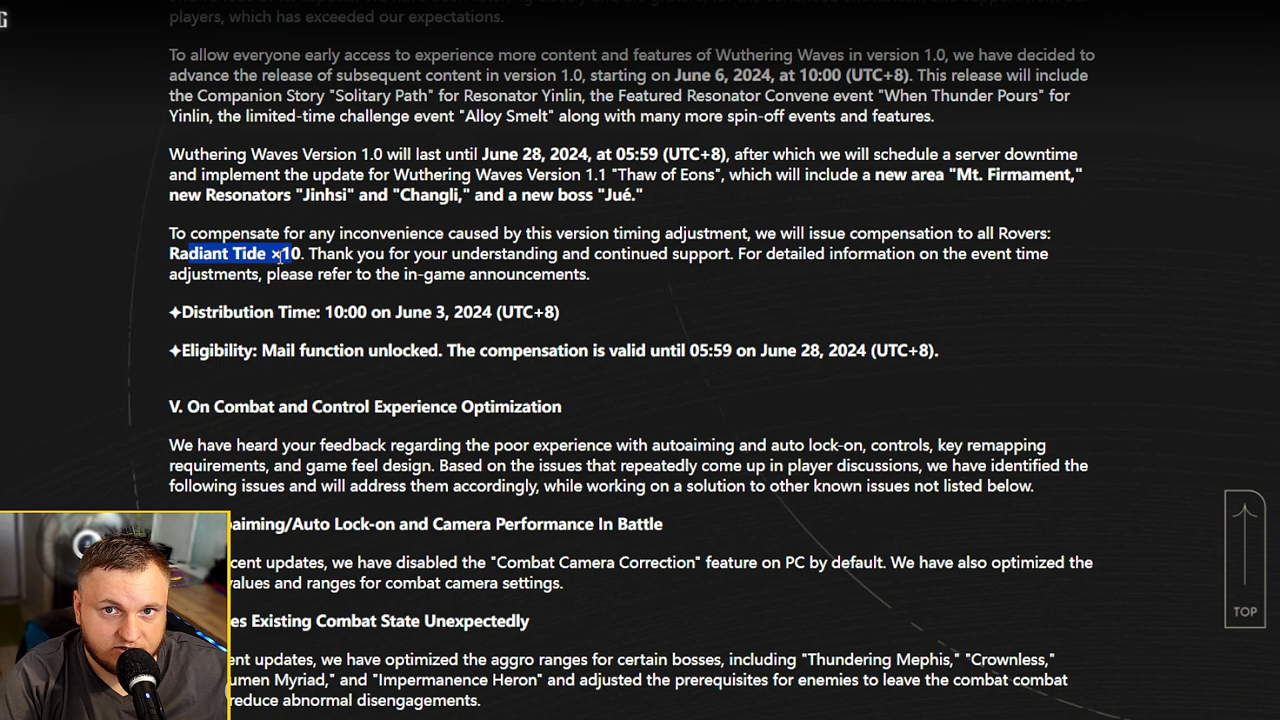 players, which has exceeded our expectations.
To allow everyone early access to experience more content and features of Wuthering Waves in version 1.0, we have decided to
advance the release of subsequent content in version 1.0, starting on June 6, 2024, at 10:00 (UTC+8). This release will include
the Companion Story "Solitary Path" for Resonator Yinlin, the Featured Resonator Convene event "When Thunder Pours" for
Yinlin, the limited-time challenge event "Alloy Smelt" along with many more spin-off events and features.
Wuthering Waves Version 1.0 will last until June 28, 2024, at 05:59 (UTC+8), after which we will schedule a server downtime
and implement the update for Wuthering Waves Version 1.1 "Thaw of Eons", which will include a new area "Mt. Firmament,"
new Resonators "Jinhsi" and "Changli," and a new boss "Jué."
To compensate for any inconvenience caused by this version timing adjustment, we will issue compensation to all Rovers:
Radiant Tide ×10. Thank you for your understanding and continued support. For detailed information on the event time
adjustments, please refer to the in-game announcements.
✦Distribution Time: 10:00 on June 3, 2024 (UTC+8)
✦Eligibility: Mail function unlocked. The compensation is valid until 05:59 on June 28, 2024 (UTC+8).
V. On Combat and Control Experience Optimization
We have heard your feedback regarding the poor experience with autoaiming and auto lock-on, controls, key remapping
requirements, and game feel design. Based on the issues that repeatedly come up in player discussions, we have identified the
following issues and will address them accordingly, while working on a solution to other known issues not listed below.
aiming/Auto Lock-on and Camera Performance In Battle
cent updates, we have disabled the "Combat Camera Correction" feature on PC by default. We have also optimized the
values and ranges for combat camera settings.
es Existing Combat State Unexpectedly
ent updates, we have optimized the aggro ranges for certain bosses, including "Thundering Mephis," "Crownless,"
umen Myriad," and "Impermanence Heron" and adjusted the prerequisites for enemies to leave the combat combat
reduce abnormal disengagements.
TOP